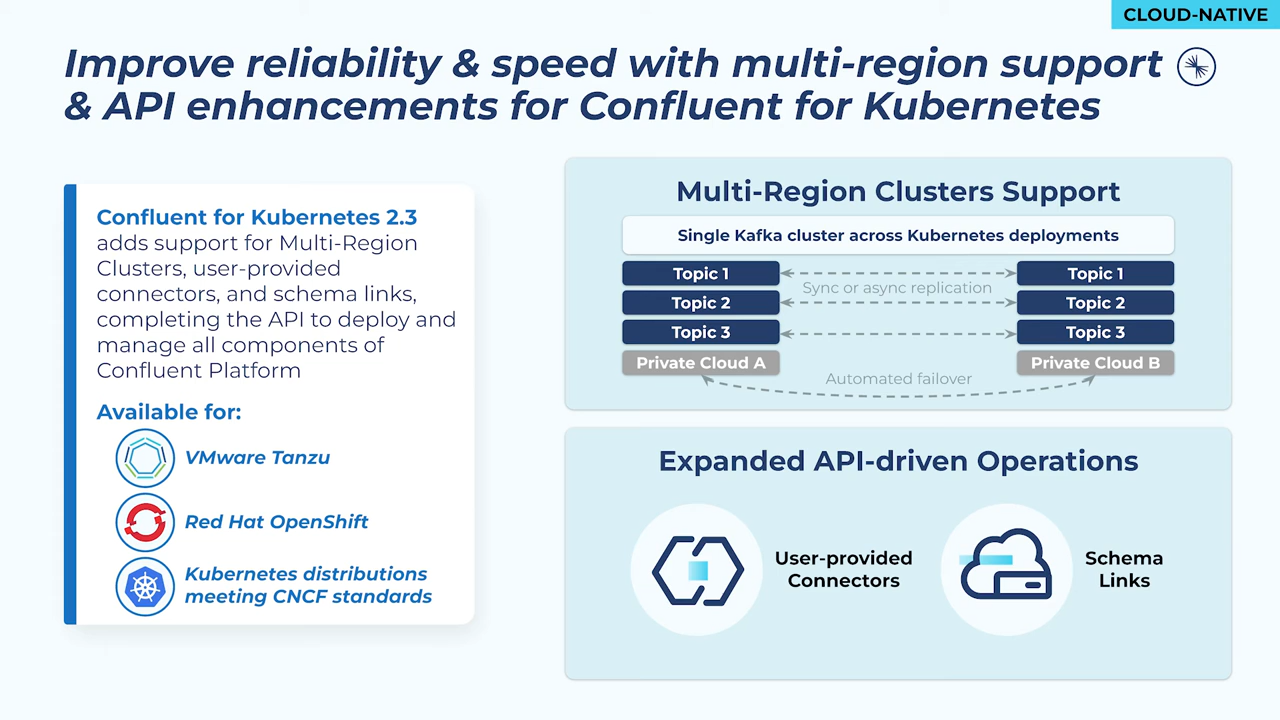 CLOUD-NATIVE
Improve reliability & speed with multi-region support
& API enhancements for Confluent for Kubernetes
Confluent for Kubernetes 2.3
adds support for Multi-Region
Clusters, user-provided
connectors, and schema links,
completing the API to deploy and
manage all components of
Confluent Platform
Available for:
VMware Tanzu
Red Hat OpenShift
Kubernetes distributions
meeting CNCF standards
Multi-Region Clusters Support
Single Kafka cluster across Kubernetes deployments
Topic 1
Topic 1
Sync or async replication
Topic 2
Topic 2
Topic 3
Topic 3
Private Cloud A
Private Cloud B
Automated failover
Expanded API-driven Operations
User-provided
Connectors
Schema
Links